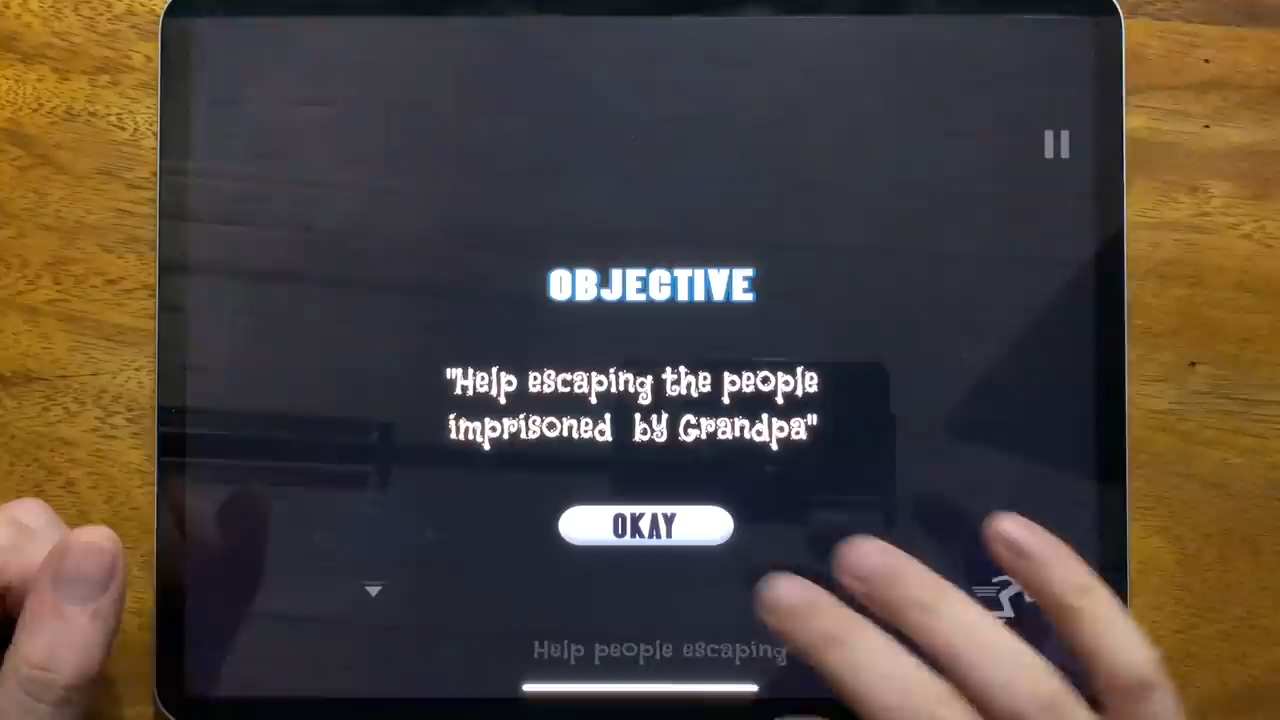 OBJECTIVE
"Help escaping the people
imprisoned by Grandpa"
OKAY
Help people escaping